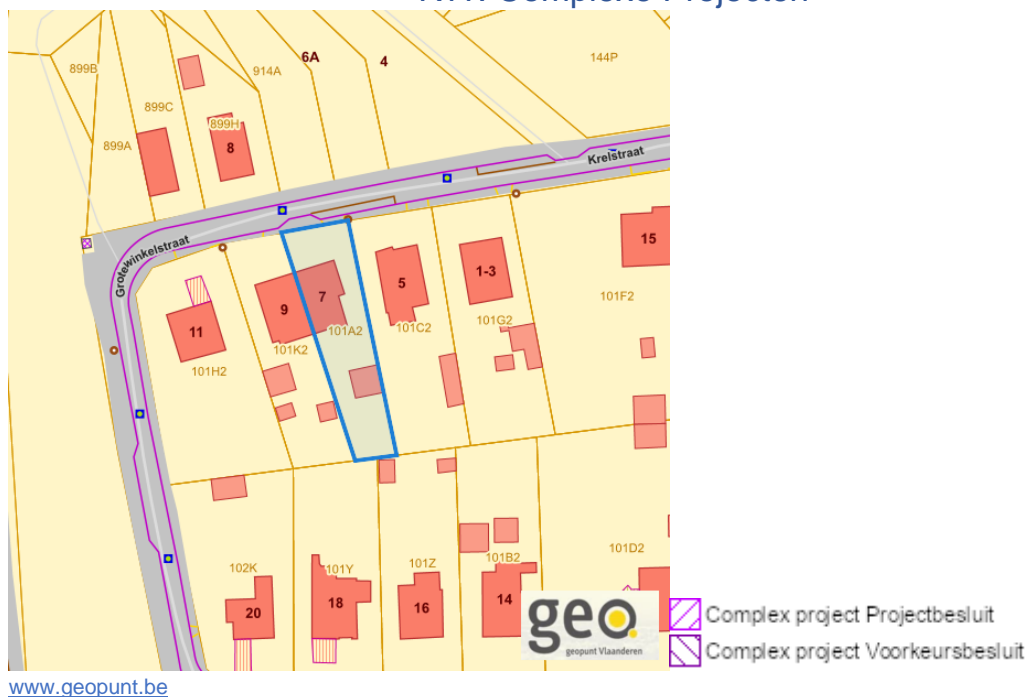 6A
4
144P
899B
914A
899C
899H
8
899A
Krelstraat
Grotewinkelstraat
15
1-3
5
7
9
11
101F2
101G2
101C2
101A2
101K2
101H2
101D2
101B2
101Z
101Y
102K
20
18
16
14
geo
geopunt Vlaanderen
Complex project Projectbesluit
Complex project Voorkeursbesluit
www.geopunt.be